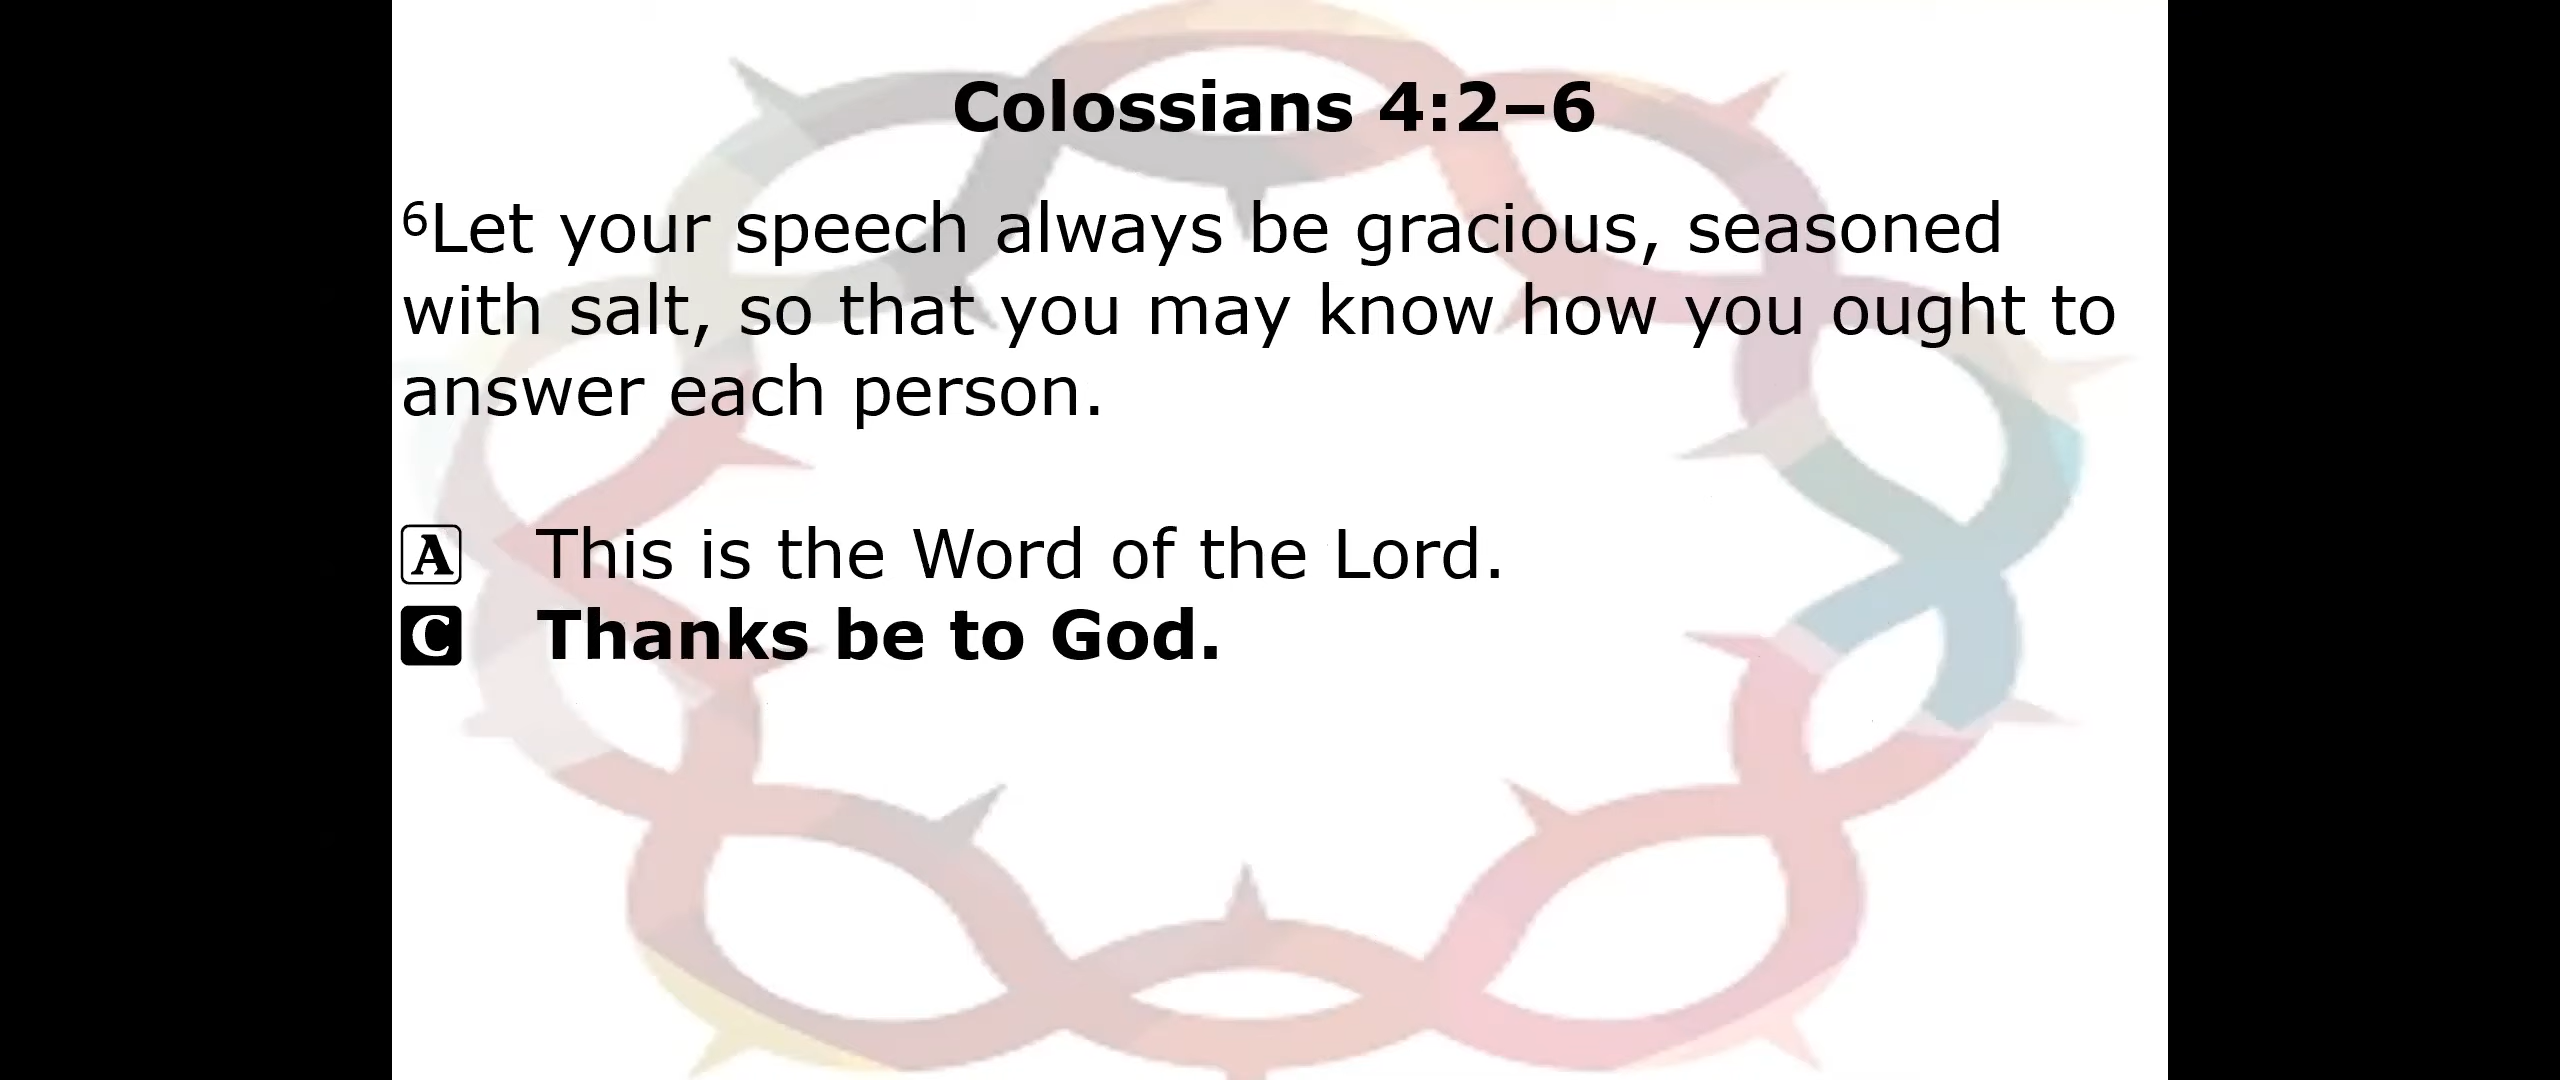 Colossians 4:2–6
⁶Let your speech always be gracious, seasoned
with salt, so that you may know how you ought to
answer each person.
A This is the Word of the Lord.
C Thanks be to God.